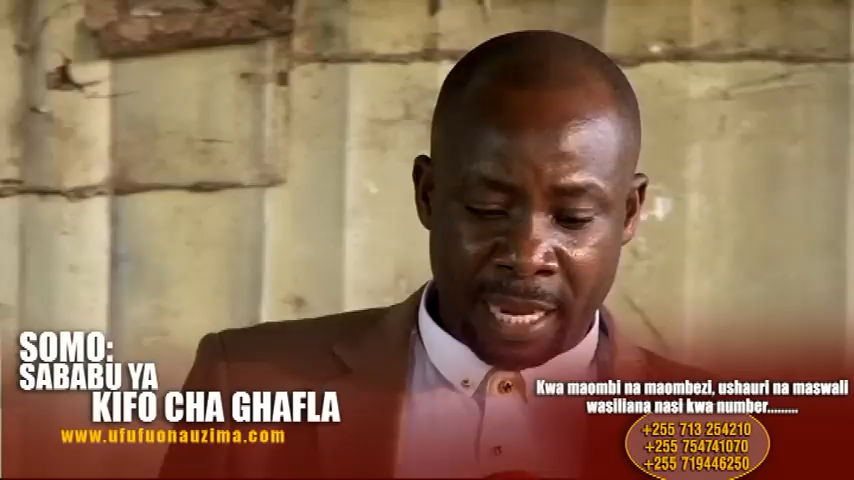 SOMO:
SABABU YA
KIFO CHA GHAFLA
www.ufufuonauzima.com
Kwa maombi na maombezi, ushauri na maswali
wasiliana nasi kwa number.........
+255 713 254210
+255 754741070
+255 719446250